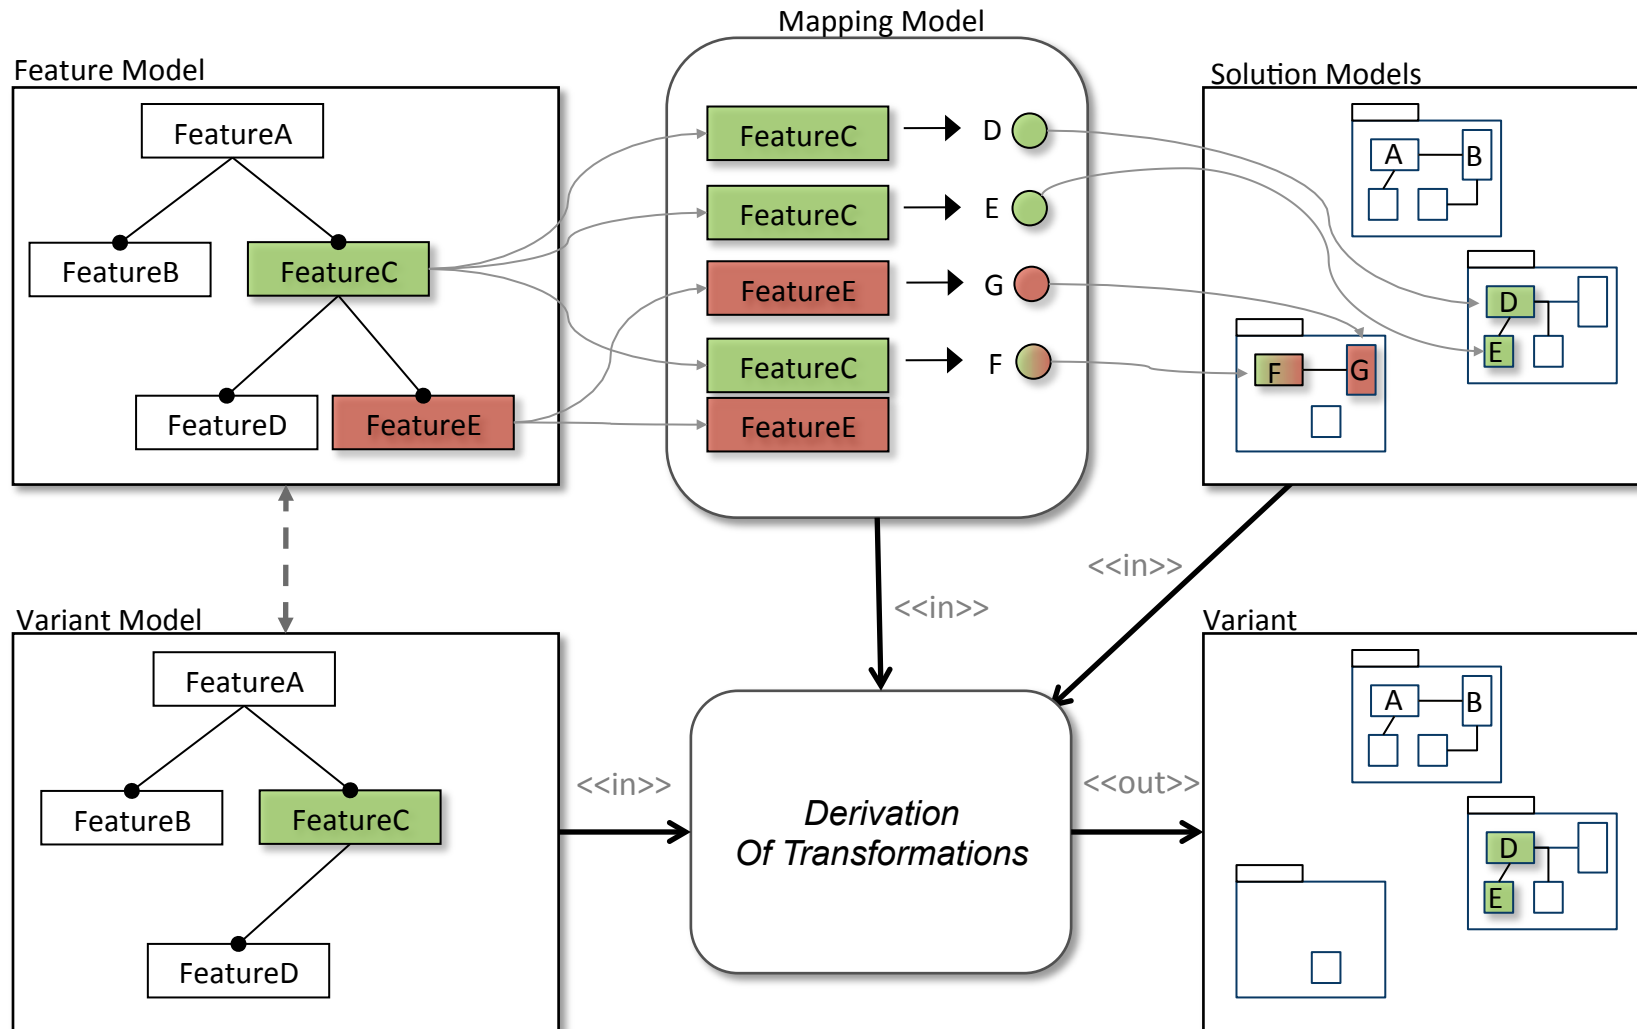 Mapping Model
Feature Model
Solution Models
FeatureA
FeatureB
FeatureC
FeatureD
FeatureE
FeatureC
D
FeatureC
E
FeatureE
G
FeatureC
F
FeatureE
A
B
D
E
F
G
<<in>>
<<in>>
Variant Model
Variant
FeatureA
FeatureB
FeatureC
FeatureD
<<in>>
Derivation
Of Transformations
<<out>>
A
B
D
E